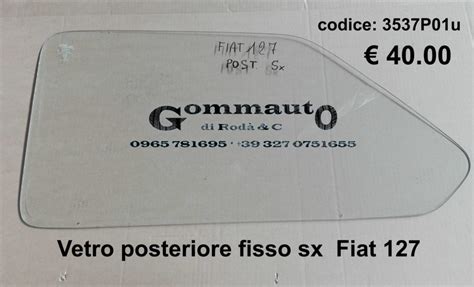 codice: 3537P01u
€ 40.00
FIAT 127
POST Sx
Gommauto
di Rodà & C
0965 781695 - +39 327 0751655
Vetro posteriore fisso sx Fiat 127